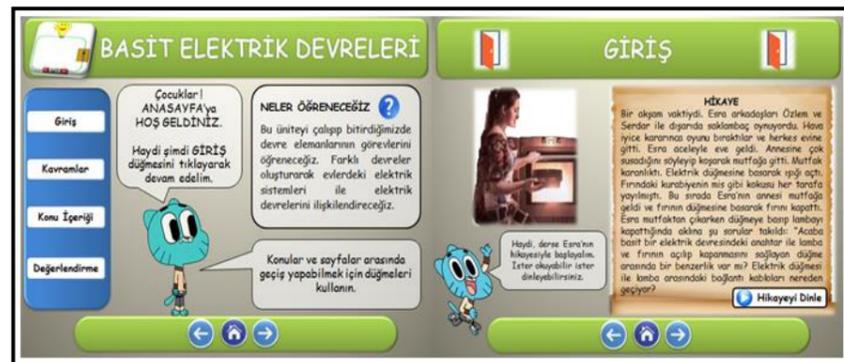 BASİT ELEKTRİK DEVRELERİ
Giriş
Kavramlar
Konu İçeriği
Değerlendirme
Çocuklar!
ANASAYFA'ya
HOŞ GELDİNİZ.
Haydi şimdi GİRİŞ
düğmesini tıklayarak
devam edelim.
NELER ÖĞRENECEĞİZ
Bu üniteyi çalışıp bitirdiğimizde
devre elemanlarının görevlerini
öğreneceğiz. Farklı devreler
oluşturarak evlerdeki elektrik
sistemleri ile elektrik
devrelerini ilişkilendireceğiz.
Konular ve sayfalar arasında
geçiş yapabilmek için düğmeleri
kullanın.
GİRİŞ
Haydi, derse Esra'nın
hikayesiyle başlayalım.
İster okuyabilir ister
dinleyebilirsiniz.
HİKAYE
Bir akşam vaktiydi. Esra arkadaşları Özlem ve
Serdar ile dışarıda saklambaç oynuyordu. Hava
iyice kararınca oyunu bıraktılar ve herkes evine
gitti. Esra aceleyle eve geldi. Annesine çok
susadığını söyleyip koşarak mutfağa gitti. Mutfak
karanlıktı. Elektrik düğmesine basarak ışığı açtı.
Fırındaki kurabiyenin mis gibi kokusu her tarafa
yayılmıştı. Bu sırada Esra'nın annesi mutfağa
geldi ve fırının düğmesine basarak fırını kapattı.
Esra mutfaktan çıkarken düğmeye basıp lambayı
kapattığında aklına şu sorular takıldı: "Acaba
basit bir elektrik devresindeki anahtar ile lamba
ve fırının açılıp kapanmasını sağlayan düğme
arasında bir benzerlik var mı? Elektrik düğmesi
ile lamba arasındaki bağlantı kabloları nereden
geçiyor?
Hikayeyi Dinle